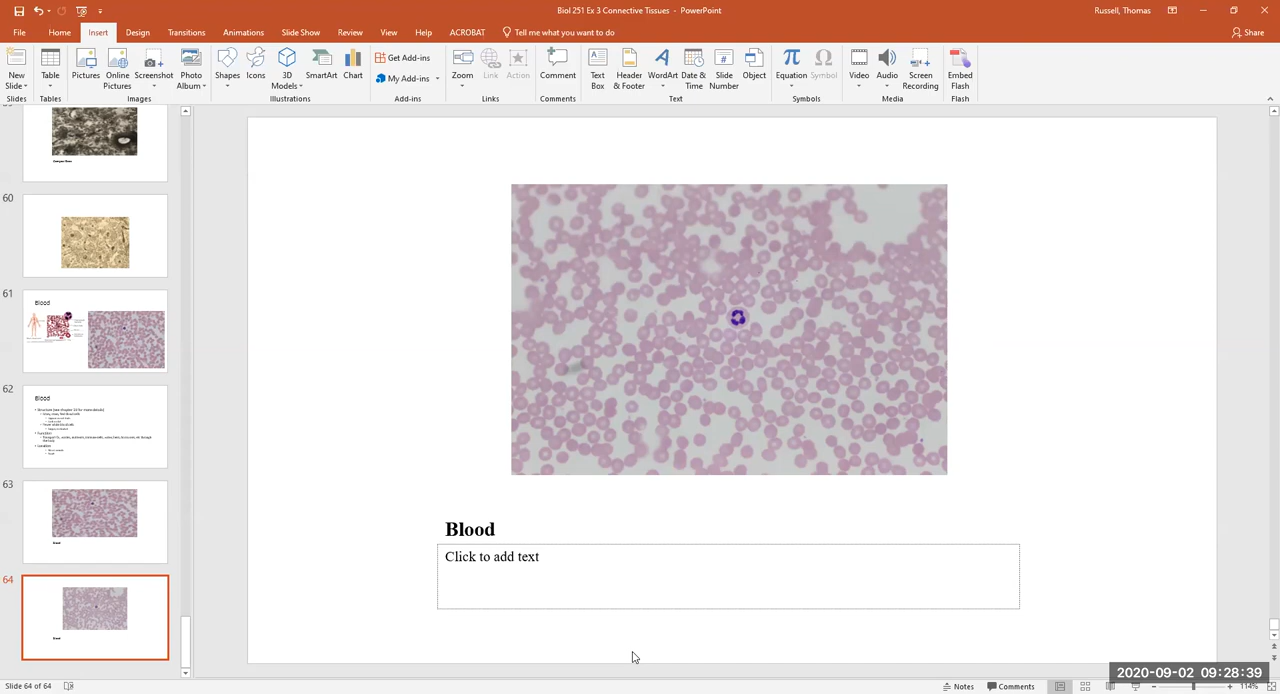 Biol 251 Ex 3 Connective Tissues - PowerPoint
Russell, Thomas
File Home Insert Design Transitions Animations Slide Show Review View Help ACROBAT Tell me what you want to do
Share
New Slide
Table
Pictures
Online Pictures
Screenshot
Photo Album
Shapes
Icons
3D Models
SmartArt
Chart
Get Add-ins
My Add-ins
Zoom
Link
Action
Comment
Text Box
Header & Footer
WordArt
Date & Time
Slide Number
Object
Equation
Symbol
Video
Audio
Screen Recording
Embed Flash
Slides Tables Images Illustrations Add-ins Links Comments Text Symbols Media Flash
60
61
Blood
62
Blood
63
Blood
64
Blood
Blood
Click to add text
2020-09-02 09:28:39
Slide 64 of 64
Notes
Comments
114%